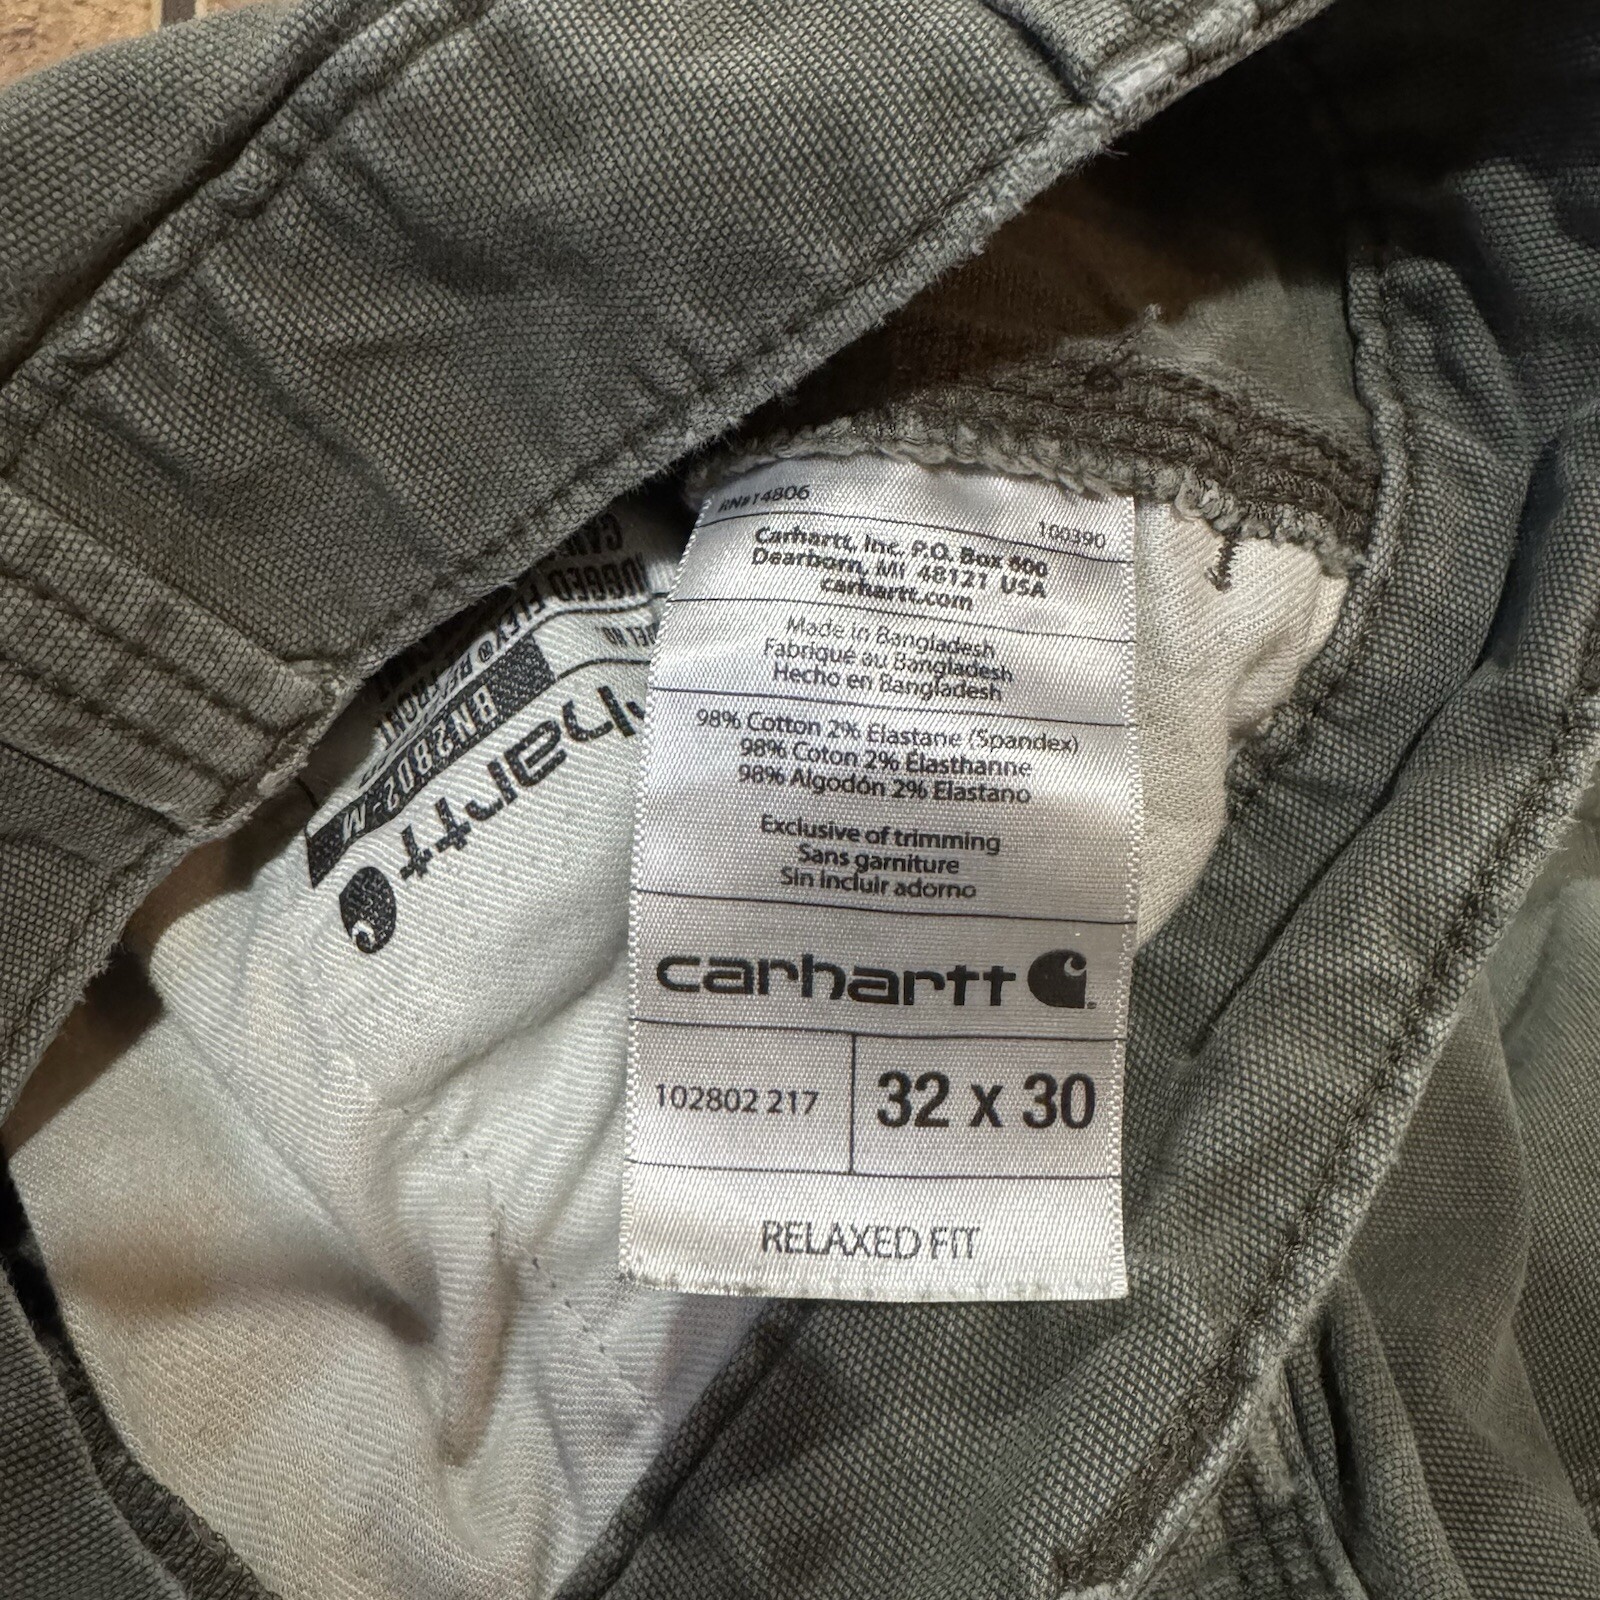 RN#14806
100390
Carhartt, Inc. P.O. Box 600
Dearborn, MI 48121 USA
carhartt.com
Made in Bangladesh
Fabriqué au Bangladesh
Hecho en Bangladesh
98% Cotton 2% Elastane (Spandex)
98% Coton 2% Élasthanne
98% Algodón 2% Elastano
Exclusive of trimming
Sans garniture
Sin incluir adorno
carhartt
102802 217
32 x 30
RELAXED FIT
BN2802-M
FLEX®